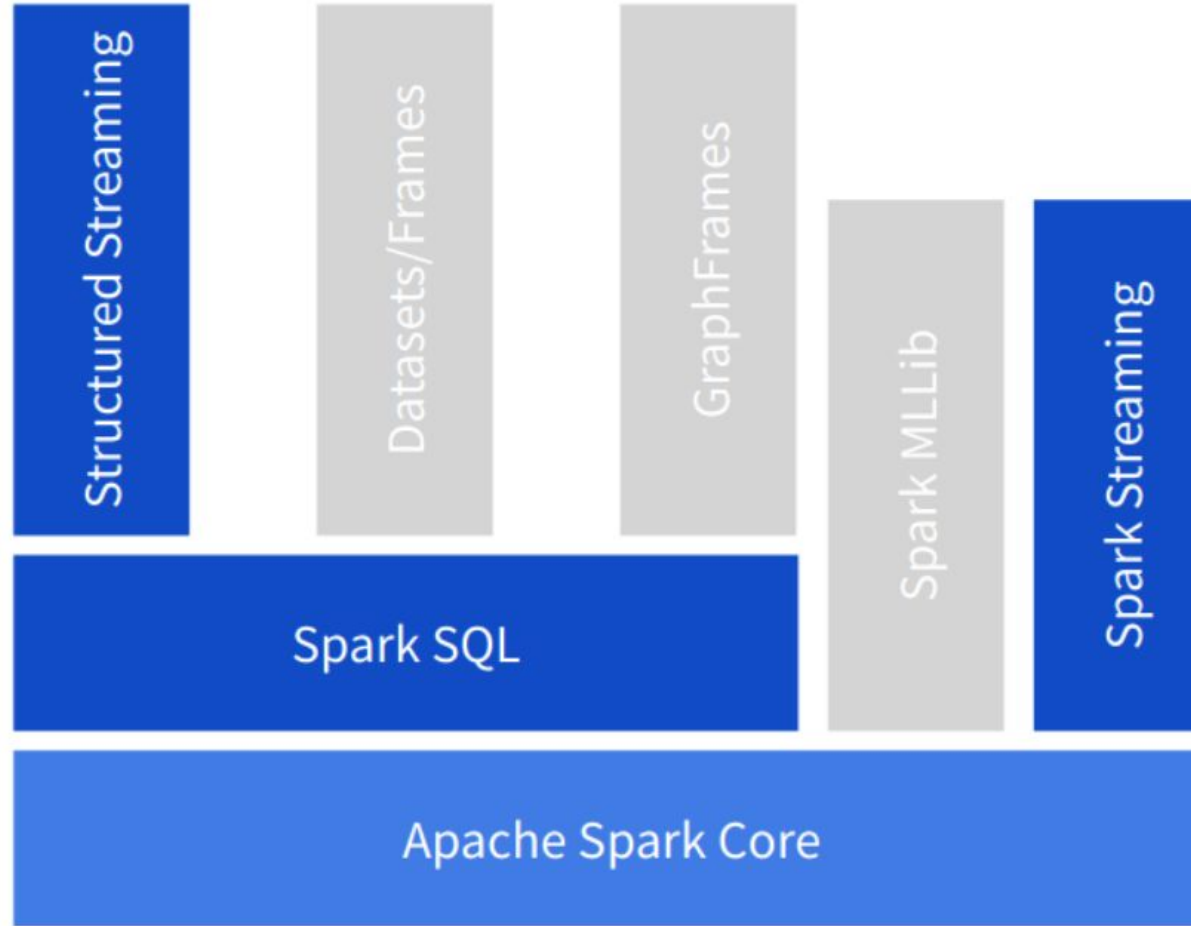 Structured Streaming
Datasets/Frames
GraphFrames
Spark MLLib
Spark Streaming
Spark SQL
Apache Spark Core